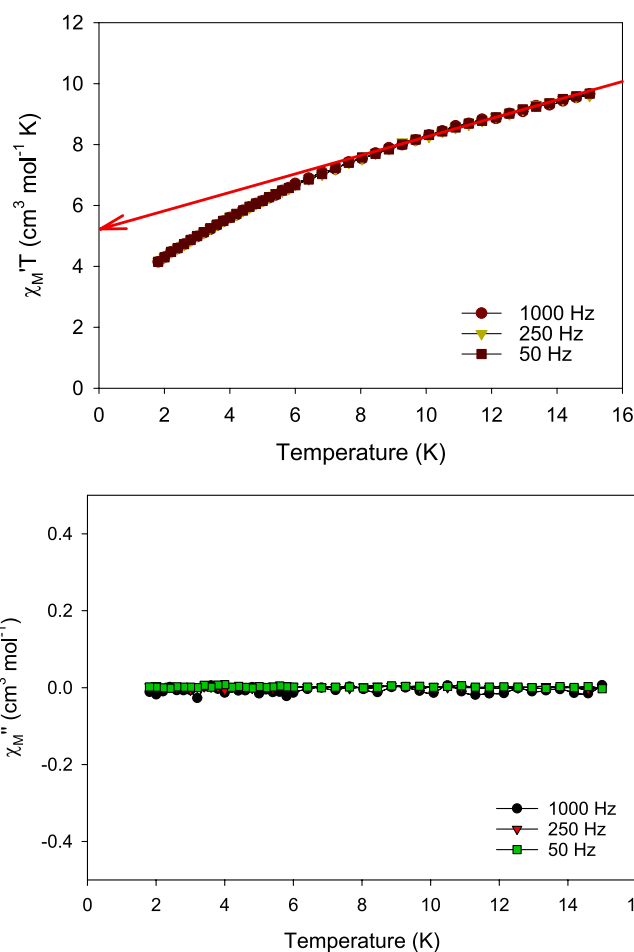 12
10
8
6
4
2
0
χM'T (cm³ mol⁻¹ K)
1000 Hz
250 Hz
50 Hz
0 2 4 6 8 10 12 14 16
Temperature (K)
0.4
0.2
0.0
-0.2
-0.4
χM'' (cm³ mol⁻¹)
1000 Hz
250 Hz
50 Hz
0 2 4 6 8 10 12 14 1
Temperature (K)